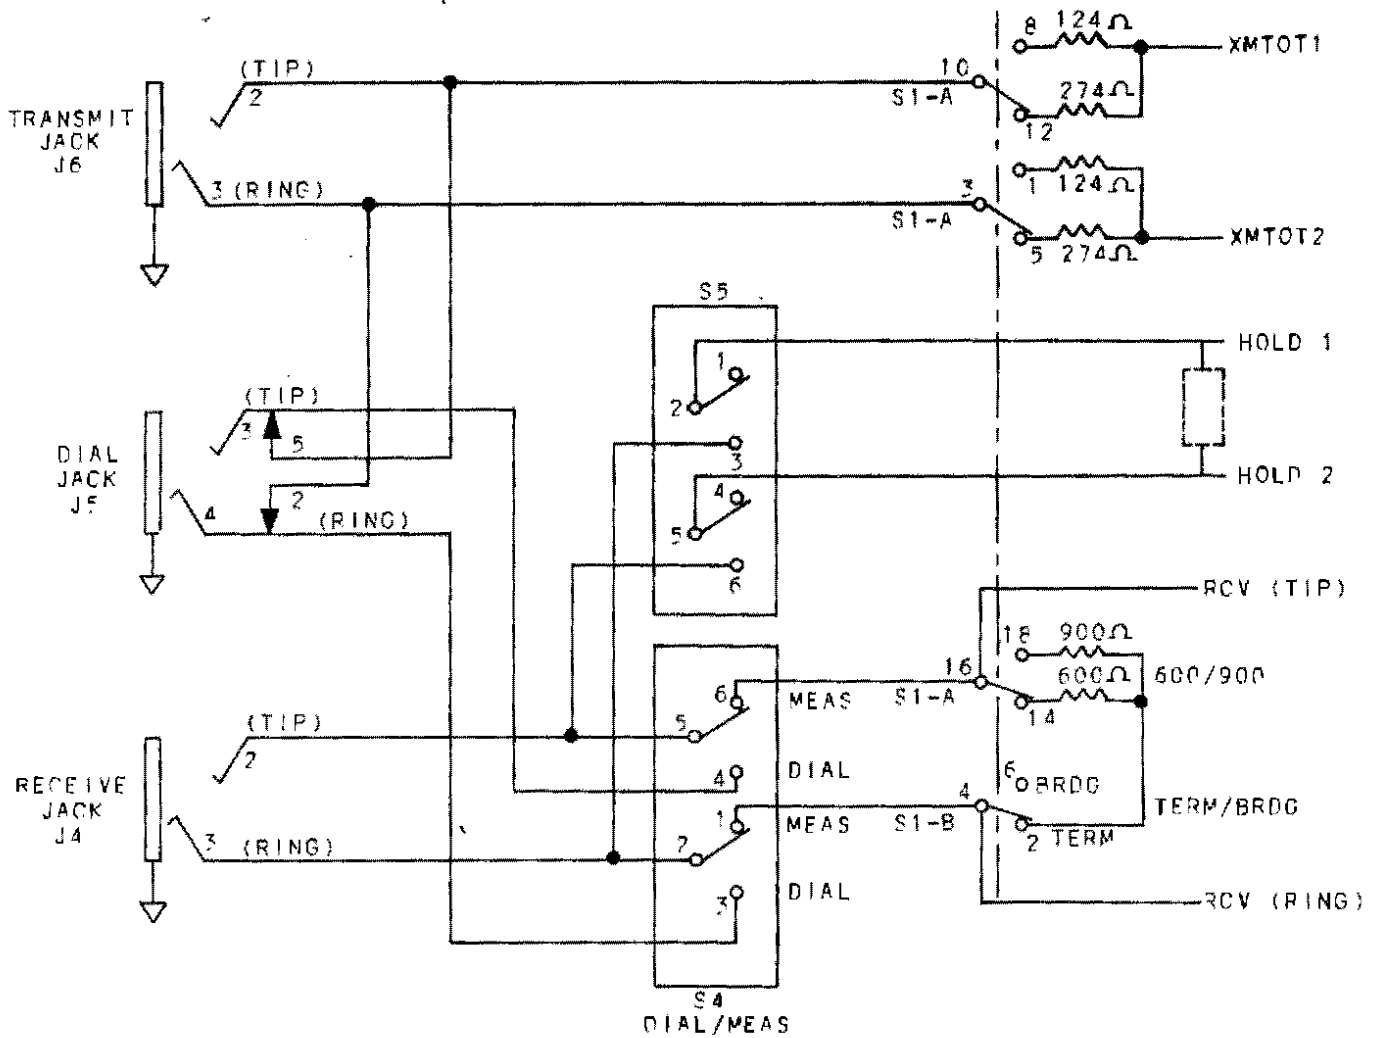 8 124Ω
XMTOT1
(TIP)
2
10
S1-A
274Ω
12
TRANSMIT
JACK
J6
3 (RING)
3
S1-A
1 124Ω
5 274Ω
XMTOT2
S5
1
2
3
4
5
6
HOLD 1
HOLD 2
(TIP)
3
5
DIAL
JACK
J5
2
4
(RING)
RCV (TIP)
18 900Ω
16
600Ω
600/900
S1-A
14
6
MEAS
5
4
DIAL
(TIP)
2
RECEIVE
JACK
J4
3 (RING)
1
MEAS
2
3
DIAL
4
S1-B
6 BRDG
TERM/BRDG
2 TERM
RCV (RING)
S4
DIAL/MEAS